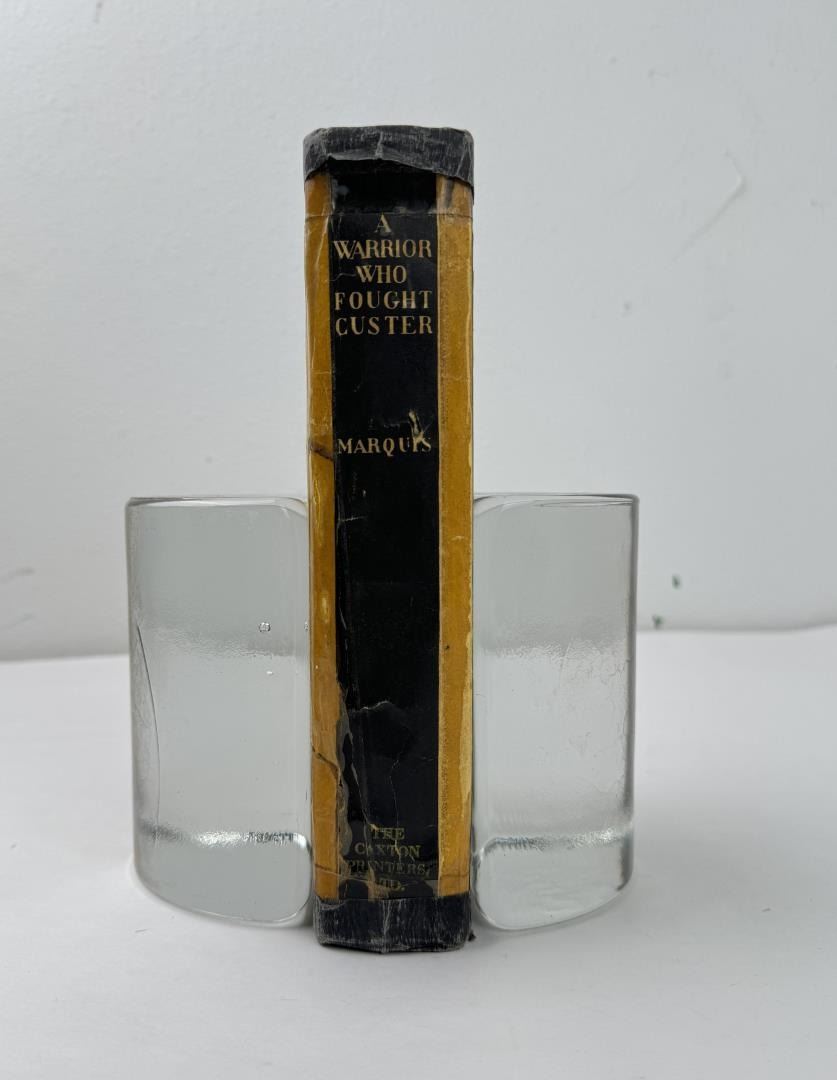 A
WARRIOR
WHO
FOUGHT
CUSTER
MARQUIS
THE
CAXTON
PRINTERS,
LTD.